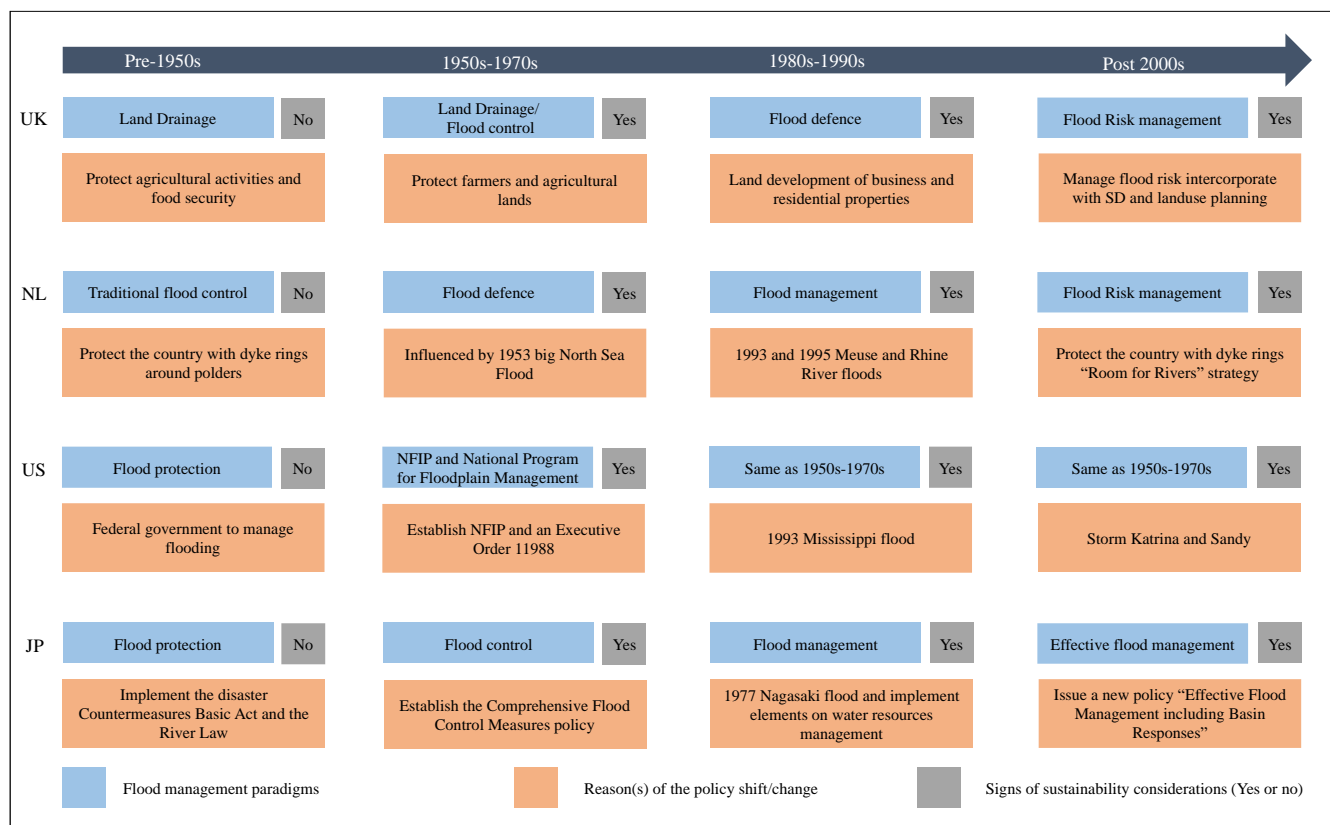 Pre-1950s
1950s-1970s
1980s-1990s
Post 2000s
UK
Land Drainage
No
Land Drainage/
Flood control
Yes
Flood defence
Yes
Flood Risk management
Yes
Protect agricultural activities and
food security
Protect farmers and agricultural
lands
Land development of business and
residential properties
Manage flood risk intercorporate
with SD and landuse planning
NL
Traditional flood control
No
Flood defence
Yes
Flood management
Yes
Flood Risk management
Yes
Protect the country with dyke rings
around polders
Influenced by 1953 big North Sea
Flood
1993 and 1995 Meuse and Rhine
River floods
Protect the country with dyke rings
“Room for Rivers” strategy
US
Flood protection
No
NFIP and National Program
for Floodplain Management
Yes
Same as 1950s-1970s
Yes
Same as 1950s-1970s
Yes
Federal government to manage
flooding
Establish NFIP and an Executive
Order 11988
1993 Mississippi flood
Storm Katrina and Sandy
JP
Flood protection
No
Flood control
Yes
Flood management
Yes
Effective flood management
Yes
Implement the disaster
Countermeasures Basic Act and the
River Law
Establish the Comprehensive Flood
Control Measures policy
1977 Nagasaki flood and implement
elements on water resources
management
Issue a new policy “Effective Flood
Management including Basin
Responses”
Flood management paradigms
Reason(s) of the policy shift/change
Signs of sustainability considerations (Yes or no)